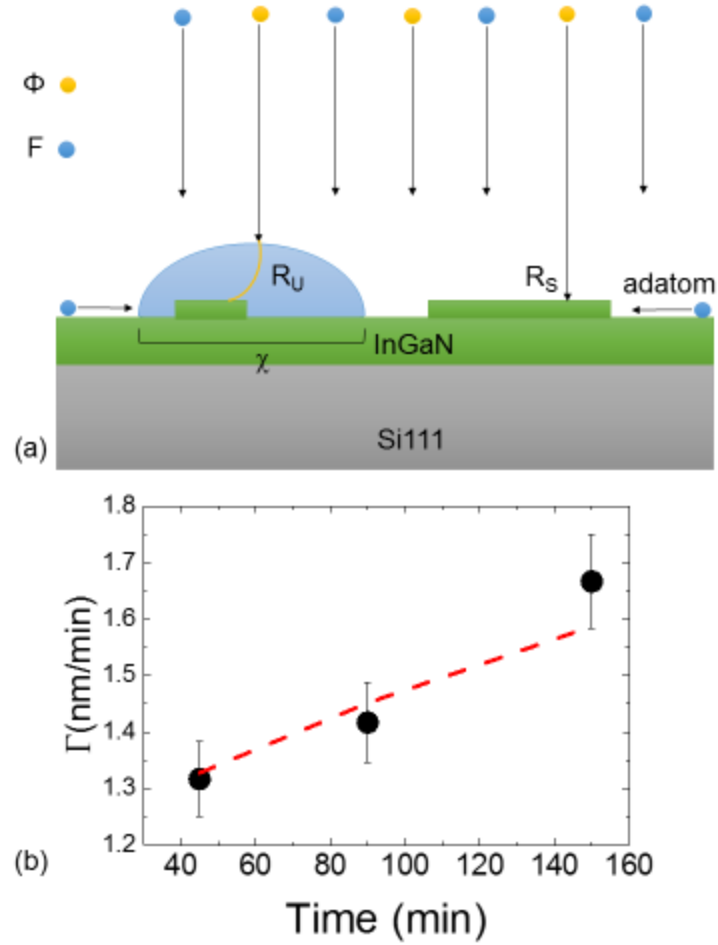 Φ
F
R_U
R_S
adatom
InGaN
χ
Si111
(a)
1.8
1.7
1.6
1.5
1.4
1.3
1.2
Γ(nm/min)
40 60 80 100 120 140 160
(b)
Time (min)